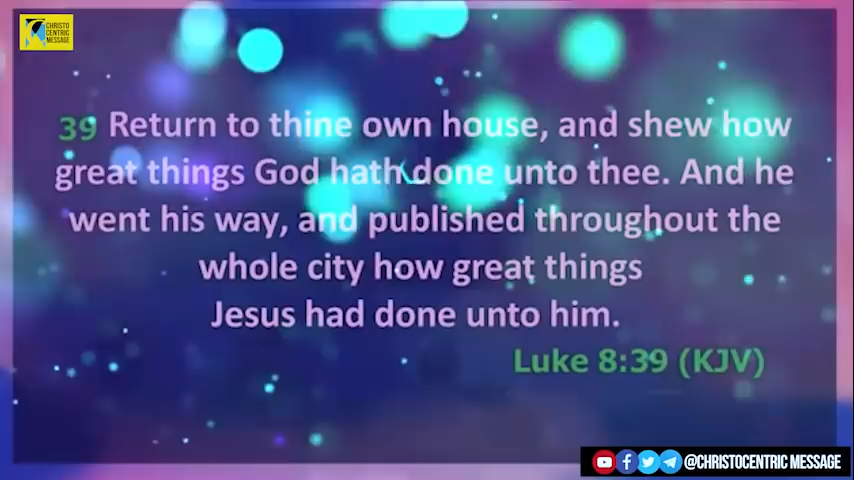 CHRISTO
CENTRIC
MESSAGE
39 Return to thine own house, and shew how
great things God hath done unto thee. And he
went his way, and published throughout the
whole city how great things
Jesus had done unto him.
Luke 8:39 (KJV)
@CHRISTOCENTRIC MESSAGE